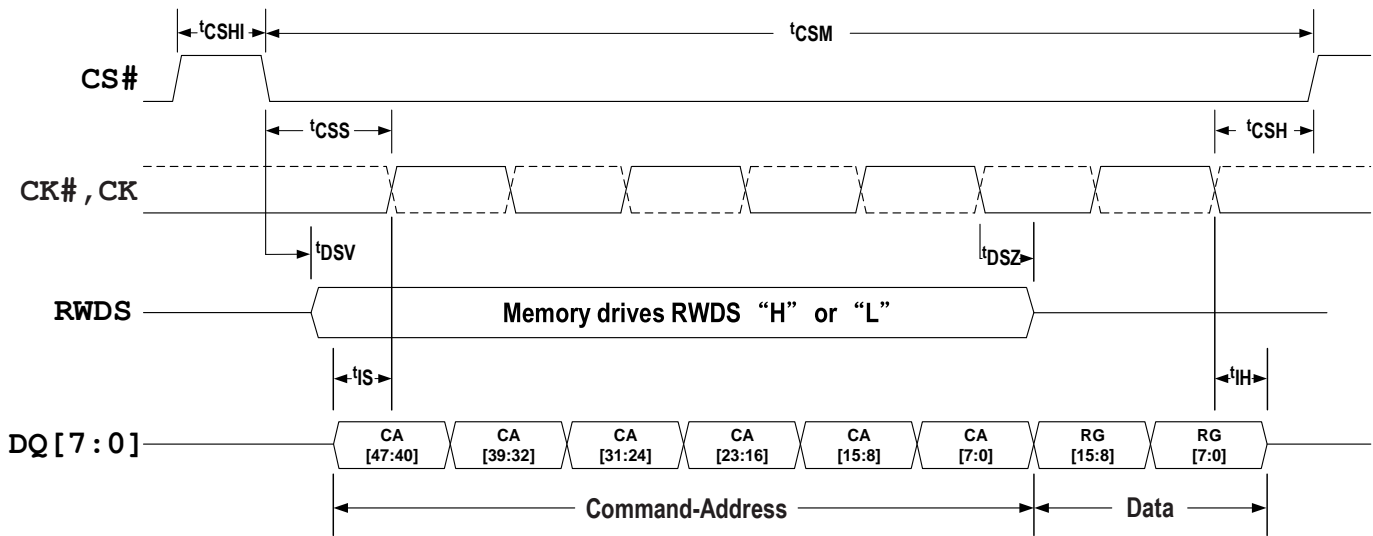 tCSHI
tCSM
CS#
tCSS
tCSH
CK#,CK
tDSV
tDSZ
RWDS
Memory drives RWDS “H” or “L”
tIS
tIH
DQ[7:0]
CA
[47:40]
CA
[39:32]
CA
[31:24]
CA
[23:16]
CA
[15:8]
CA
[7:0]
RG
[15:8]
RG
[7:0]
Command-Address
Data